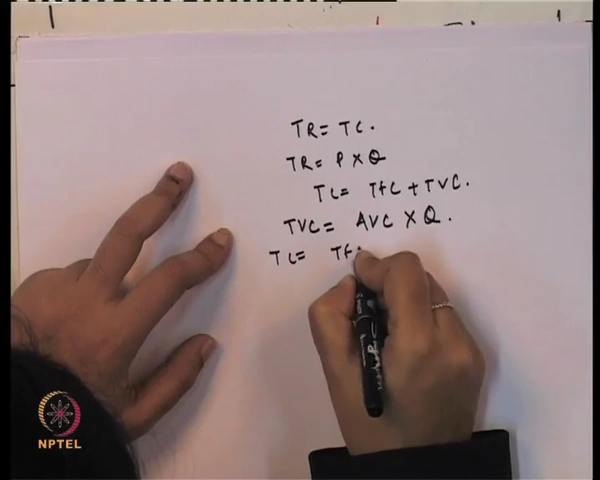 TR = TC.
TR = P X Q
TC = TFC + TVC.
TVC = AVC X Q.
TC = TF
NPTEL